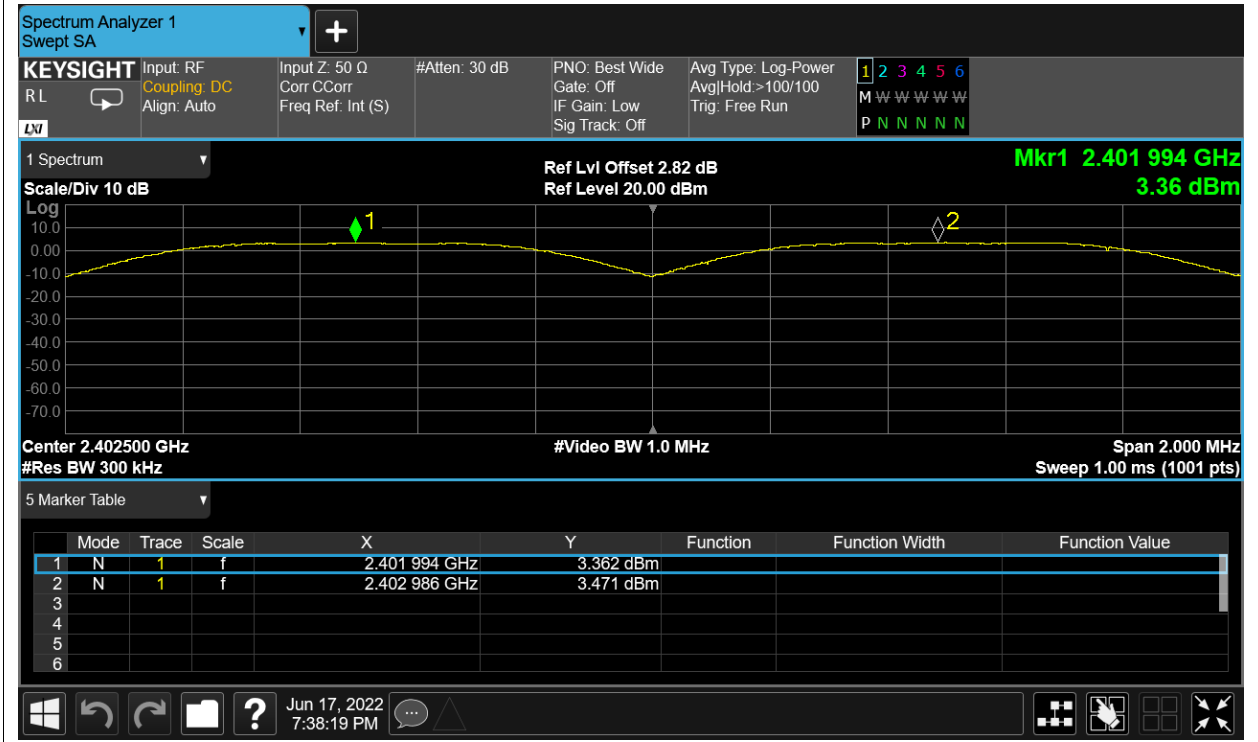 Spectrum Analyzer 1
Swept SA
+
KEYSIGHT Input: RF Input Z: 50 Ω #Atten: 30 dB PNO: Best Wide Avg Type: Log-Power 1 2 3 4 5 6
R L Coupling: DC Corr CCorr Gate: Off Avg|Hold:>100/100 M W W W W W
Align: Auto Freq Ref: Int (S) IF Gain: Low Trig: Free Run
LXI Sig Track: Off P N N N N N
1 Spectrum Ref Lvl Offset 2.82 dB Mkr1 2.401 994 GHz
Scale/Div 10 dB Ref Level 20.00 dBm 3.36 dBm
Log
10.0
0.00
-10.0
-20.0
-30.0
-40.0
-50.0
-60.0
-70.0
1 2
Center 2.402500 GHz #Video BW 1.0 MHz Span 2.000 MHz
#Res BW 300 kHz Sweep 1.00 ms (1001 pts)
5 Marker Table
Mode Trace Scale X Y Function Function Width Function Value
1 N 1 f 2.401 994 GHz 3.362 dBm
2 N 1 f 2.402 986 GHz 3.471 dBm
3
4
5
6
? Jun 17, 2022
7:38:19 PM